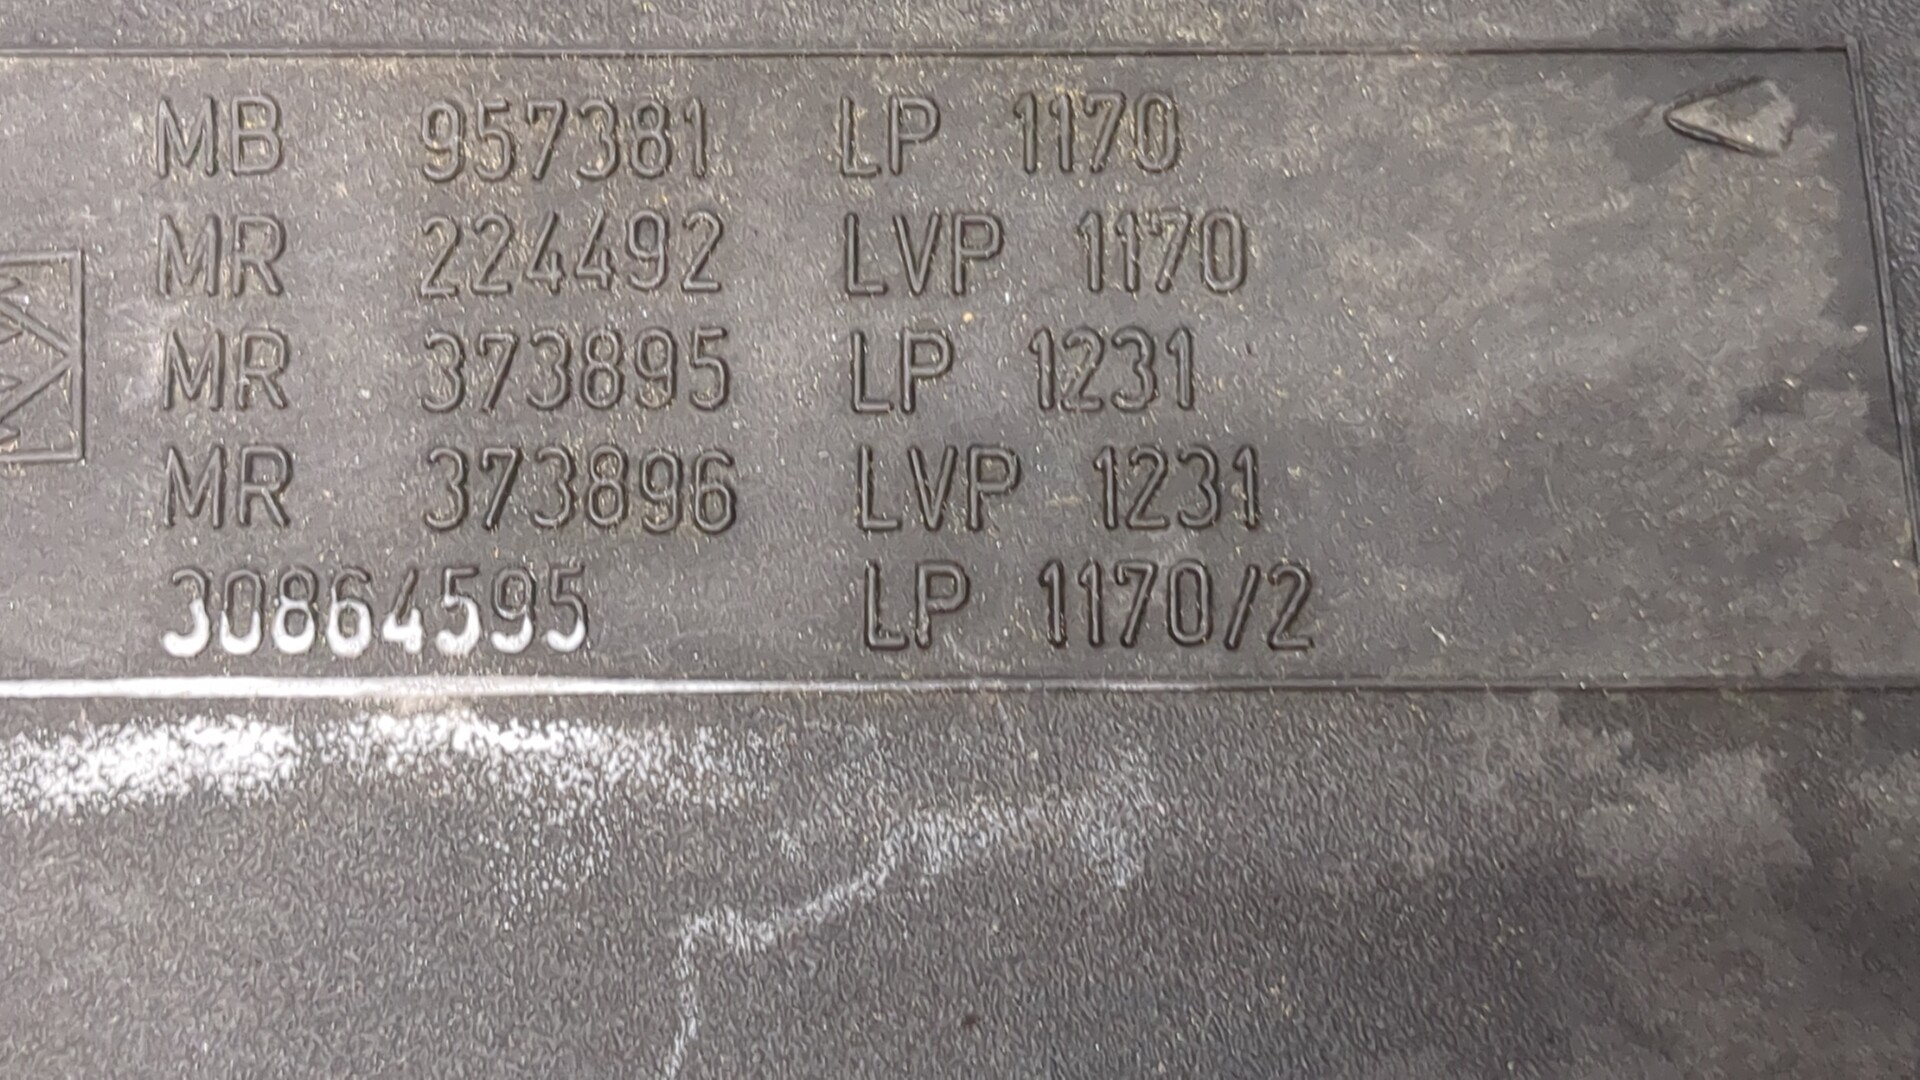 MB 957381 LP 1170
MR 224492 LVP 1170
MR 373895 LP 1231
MR 373896 LVP 1231
30864595 LP 1170/2